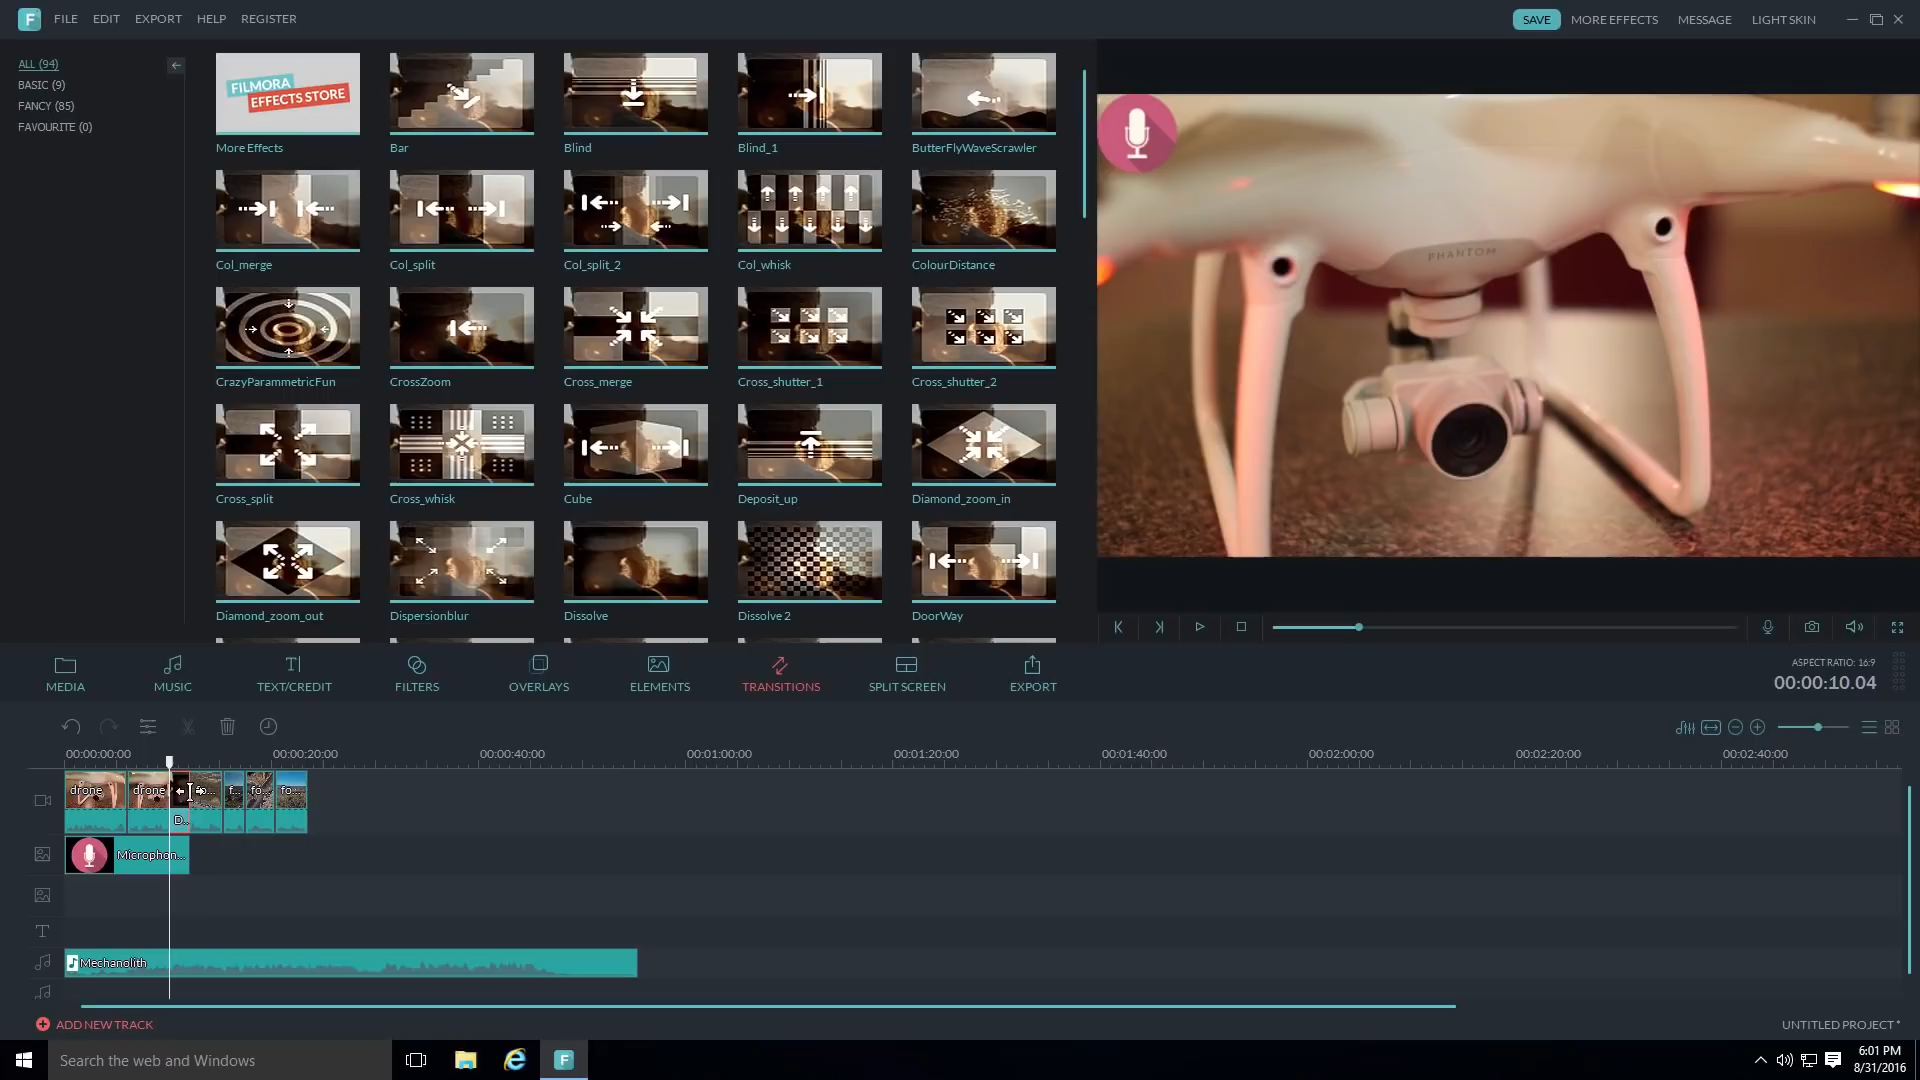 FILE EDIT EXPORT HELP REGISTER
SAVE MORE EFFECTS MESSAGE LIGHT SKIN
ALL (94)
BASIC (9)
FANCY (85)
FAVOURITE (0)
FILMORA
EFFECTS STORE
More Effects Bar Blind Blind_1 ButterFlyWaveScrawler
Col_merge Col_split Col_split_2 Col_whisk ColourDistance
CrazyParammetricFun CrossZoom Cross_merge Cross_shutter_1 Cross_shutter_2
Cross_split Cross_whisk Cube Deposit_up Diamond_zoom_in
Diamond_zoom_out Dispersionblur Dissolve Dissolve 2 DoorWay
PHANTOM
MEDIA MUSIC TEXT/CREDIT FILTERS OVERLAYS ELEMENTS TRANSITIONS SPLIT SCREEN EXPORT
ASPECT RATIO: 16:9
00:00:10.04
00:00:00:00 00:00:20:00 00:00:40:00 00:01:00:00 00:01:20:00 00:01:40:00 00:02:00:00 00:02:20:00 00:02:40:00
drone drone fo... f... fo... fo...
D...
Microphon...
Mechanolith
ADD NEW TRACK
UNTITLED PROJECT *
Search the web and Windows
6:01 PM
8/31/2016